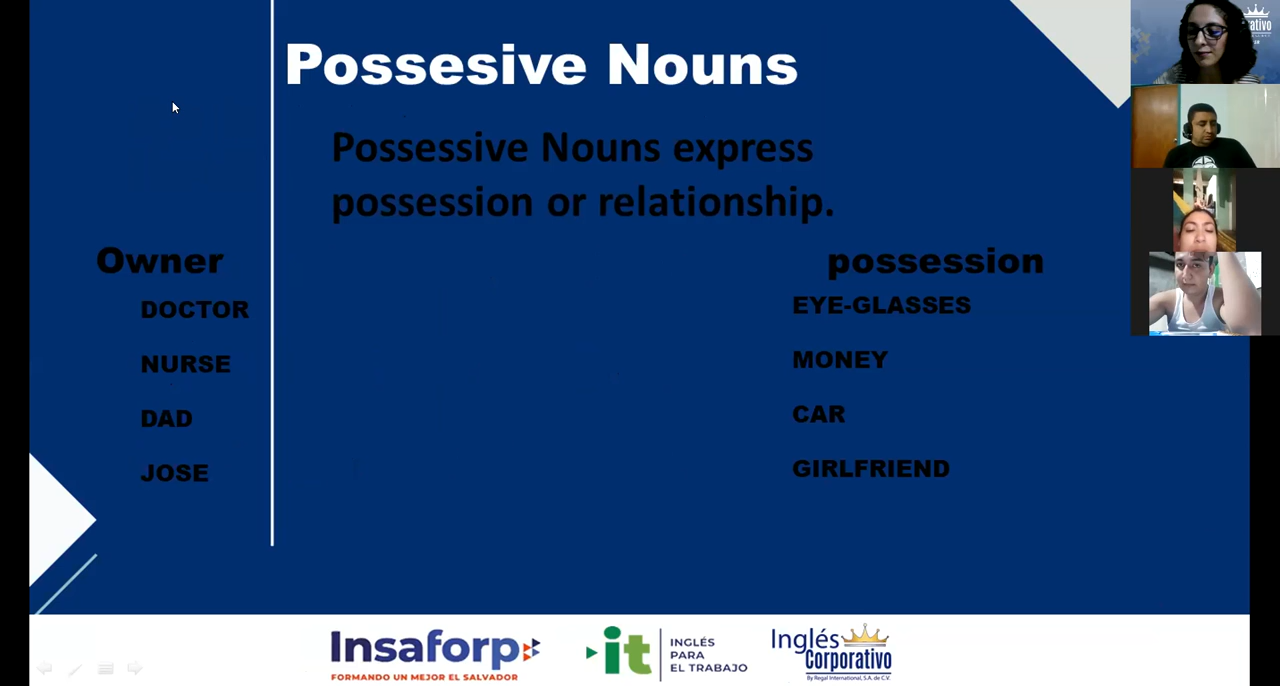 Possesive Nouns
Possessive Nouns express
possession or relationship.
Owner
possession
DOCTOR
EYE-GLASSES
NURSE
MONEY
DAD
CAR
JOSE
GIRLFRIEND
Insaforp
FORMANDO UN MEJOR EL SALVADOR
it
INGLÉS
PARA
EL TRABAJO
Inglés
Corporativo
By Regal International, S.A. de C.V.